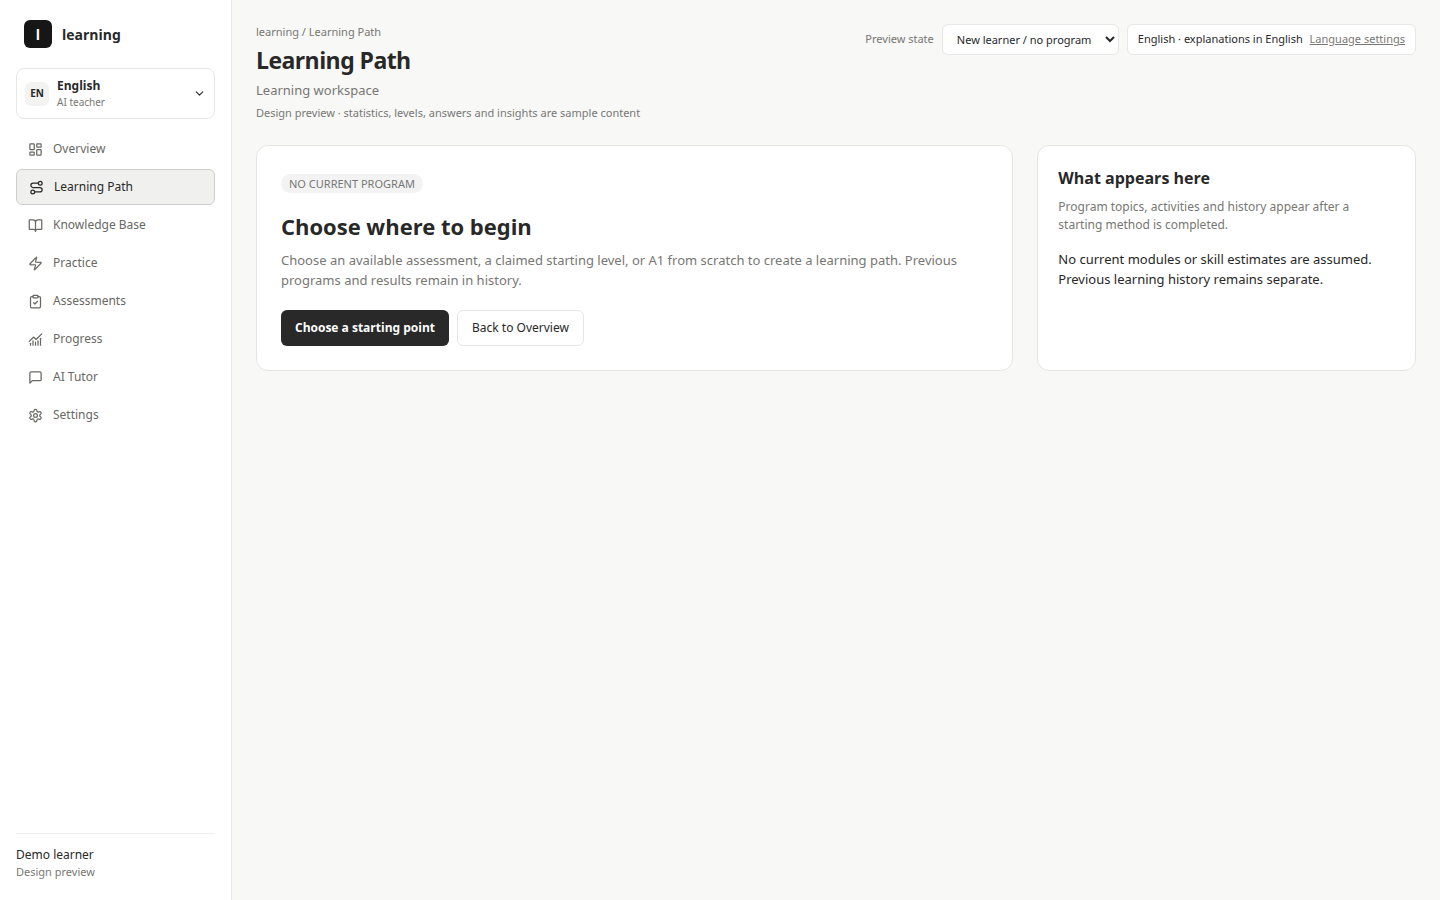 l learning
EN English
AI teacher
Overview
Learning Path
Knowledge Base
Practice
Assessments
Progress
AI Tutor
Settings
Demo learner
Design preview
learning / Learning Path
Learning Path
Learning workspace
Design preview · statistics, levels, answers and insights are sample content
Preview state New learner / no program English · explanations in English Language settings
NO CURRENT PROGRAM
Choose where to begin
Choose an available assessment, a claimed starting level, or A1 from scratch to create a learning path. Previous
programs and results remain in history.
Choose a starting point Back to Overview
What appears here
Program topics, activities and history appear after a
starting method is completed.
No current modules or skill estimates are assumed.
Previous learning history remains separate.